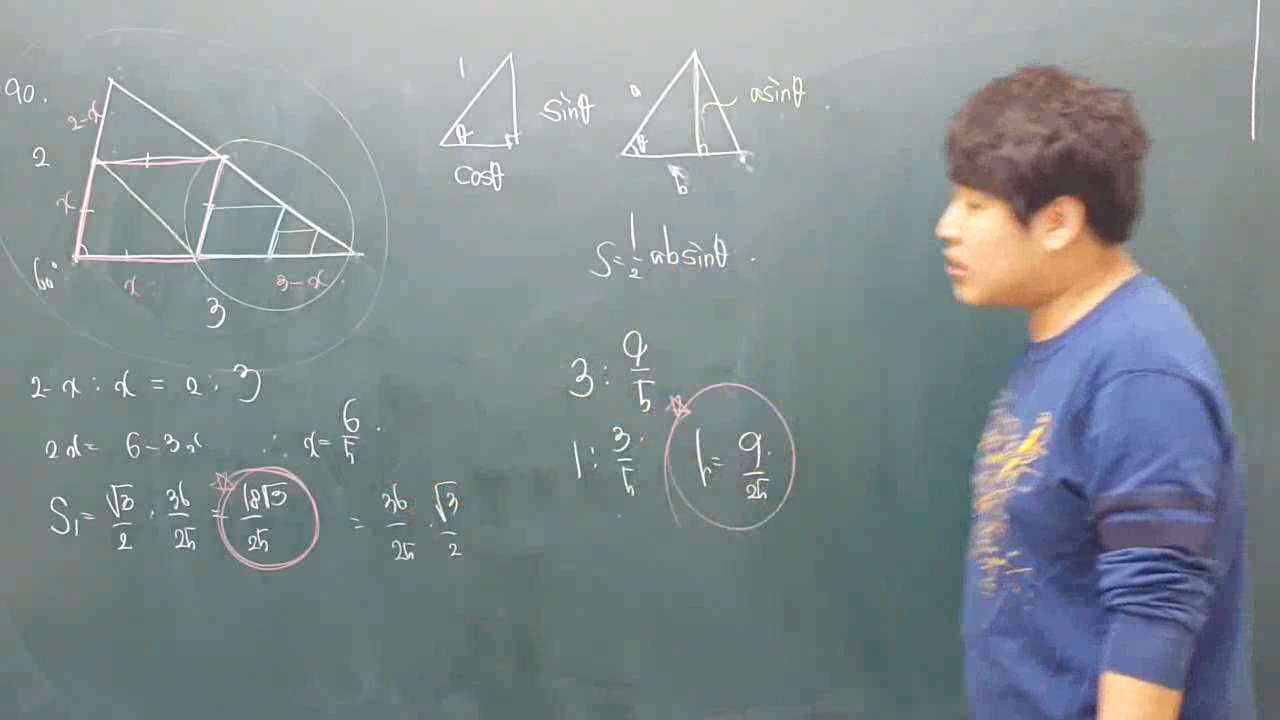 90.
2-x
2
x
60°
x
3-x
3
1
θ
sinθ
cosθ
a
θ
asinθ
b
S=1/2 absinθ.
2-x : x = 2 : 3
2x = 6-3x ∴ x = 6/5.
S₁ = √3/2 · 36/25 = 18√3/25 = 36/25 · √3/2
3 : 9/5
1 : 3/5 r = 9/25